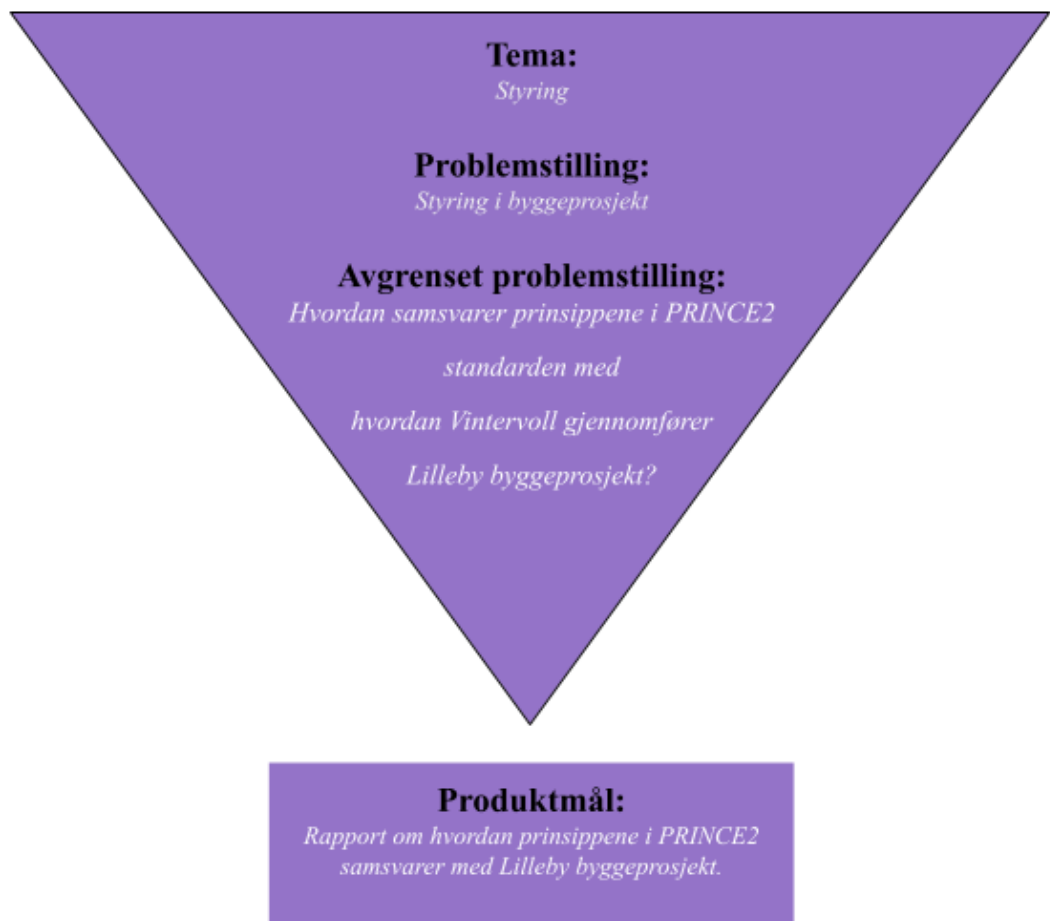 Tema:
Styring
Problemstilling:
Styring i byggeprosjekt
Avgrenset problemstilling:
Hvordan samsvarer prinsippene i PRINCE2
standarden med
hvordan Vintervoll gjennomfører
Lilleby byggeprosjekt?
Produktmål:
Rapport om hvordan prinsippene i PRINCE2
samsvarer med Lilleby byggeprosjekt.